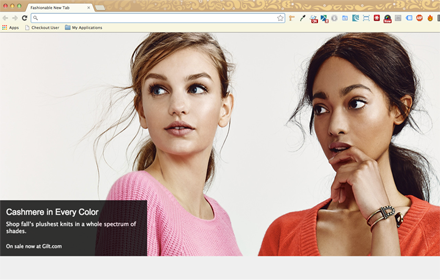 Fashionable New Tab
Apps Checkout User My Applications
Cashmere in Every Color
Shop fall's plushest knits in a whole spectrum of
shades.
On sale now at Gilt.com